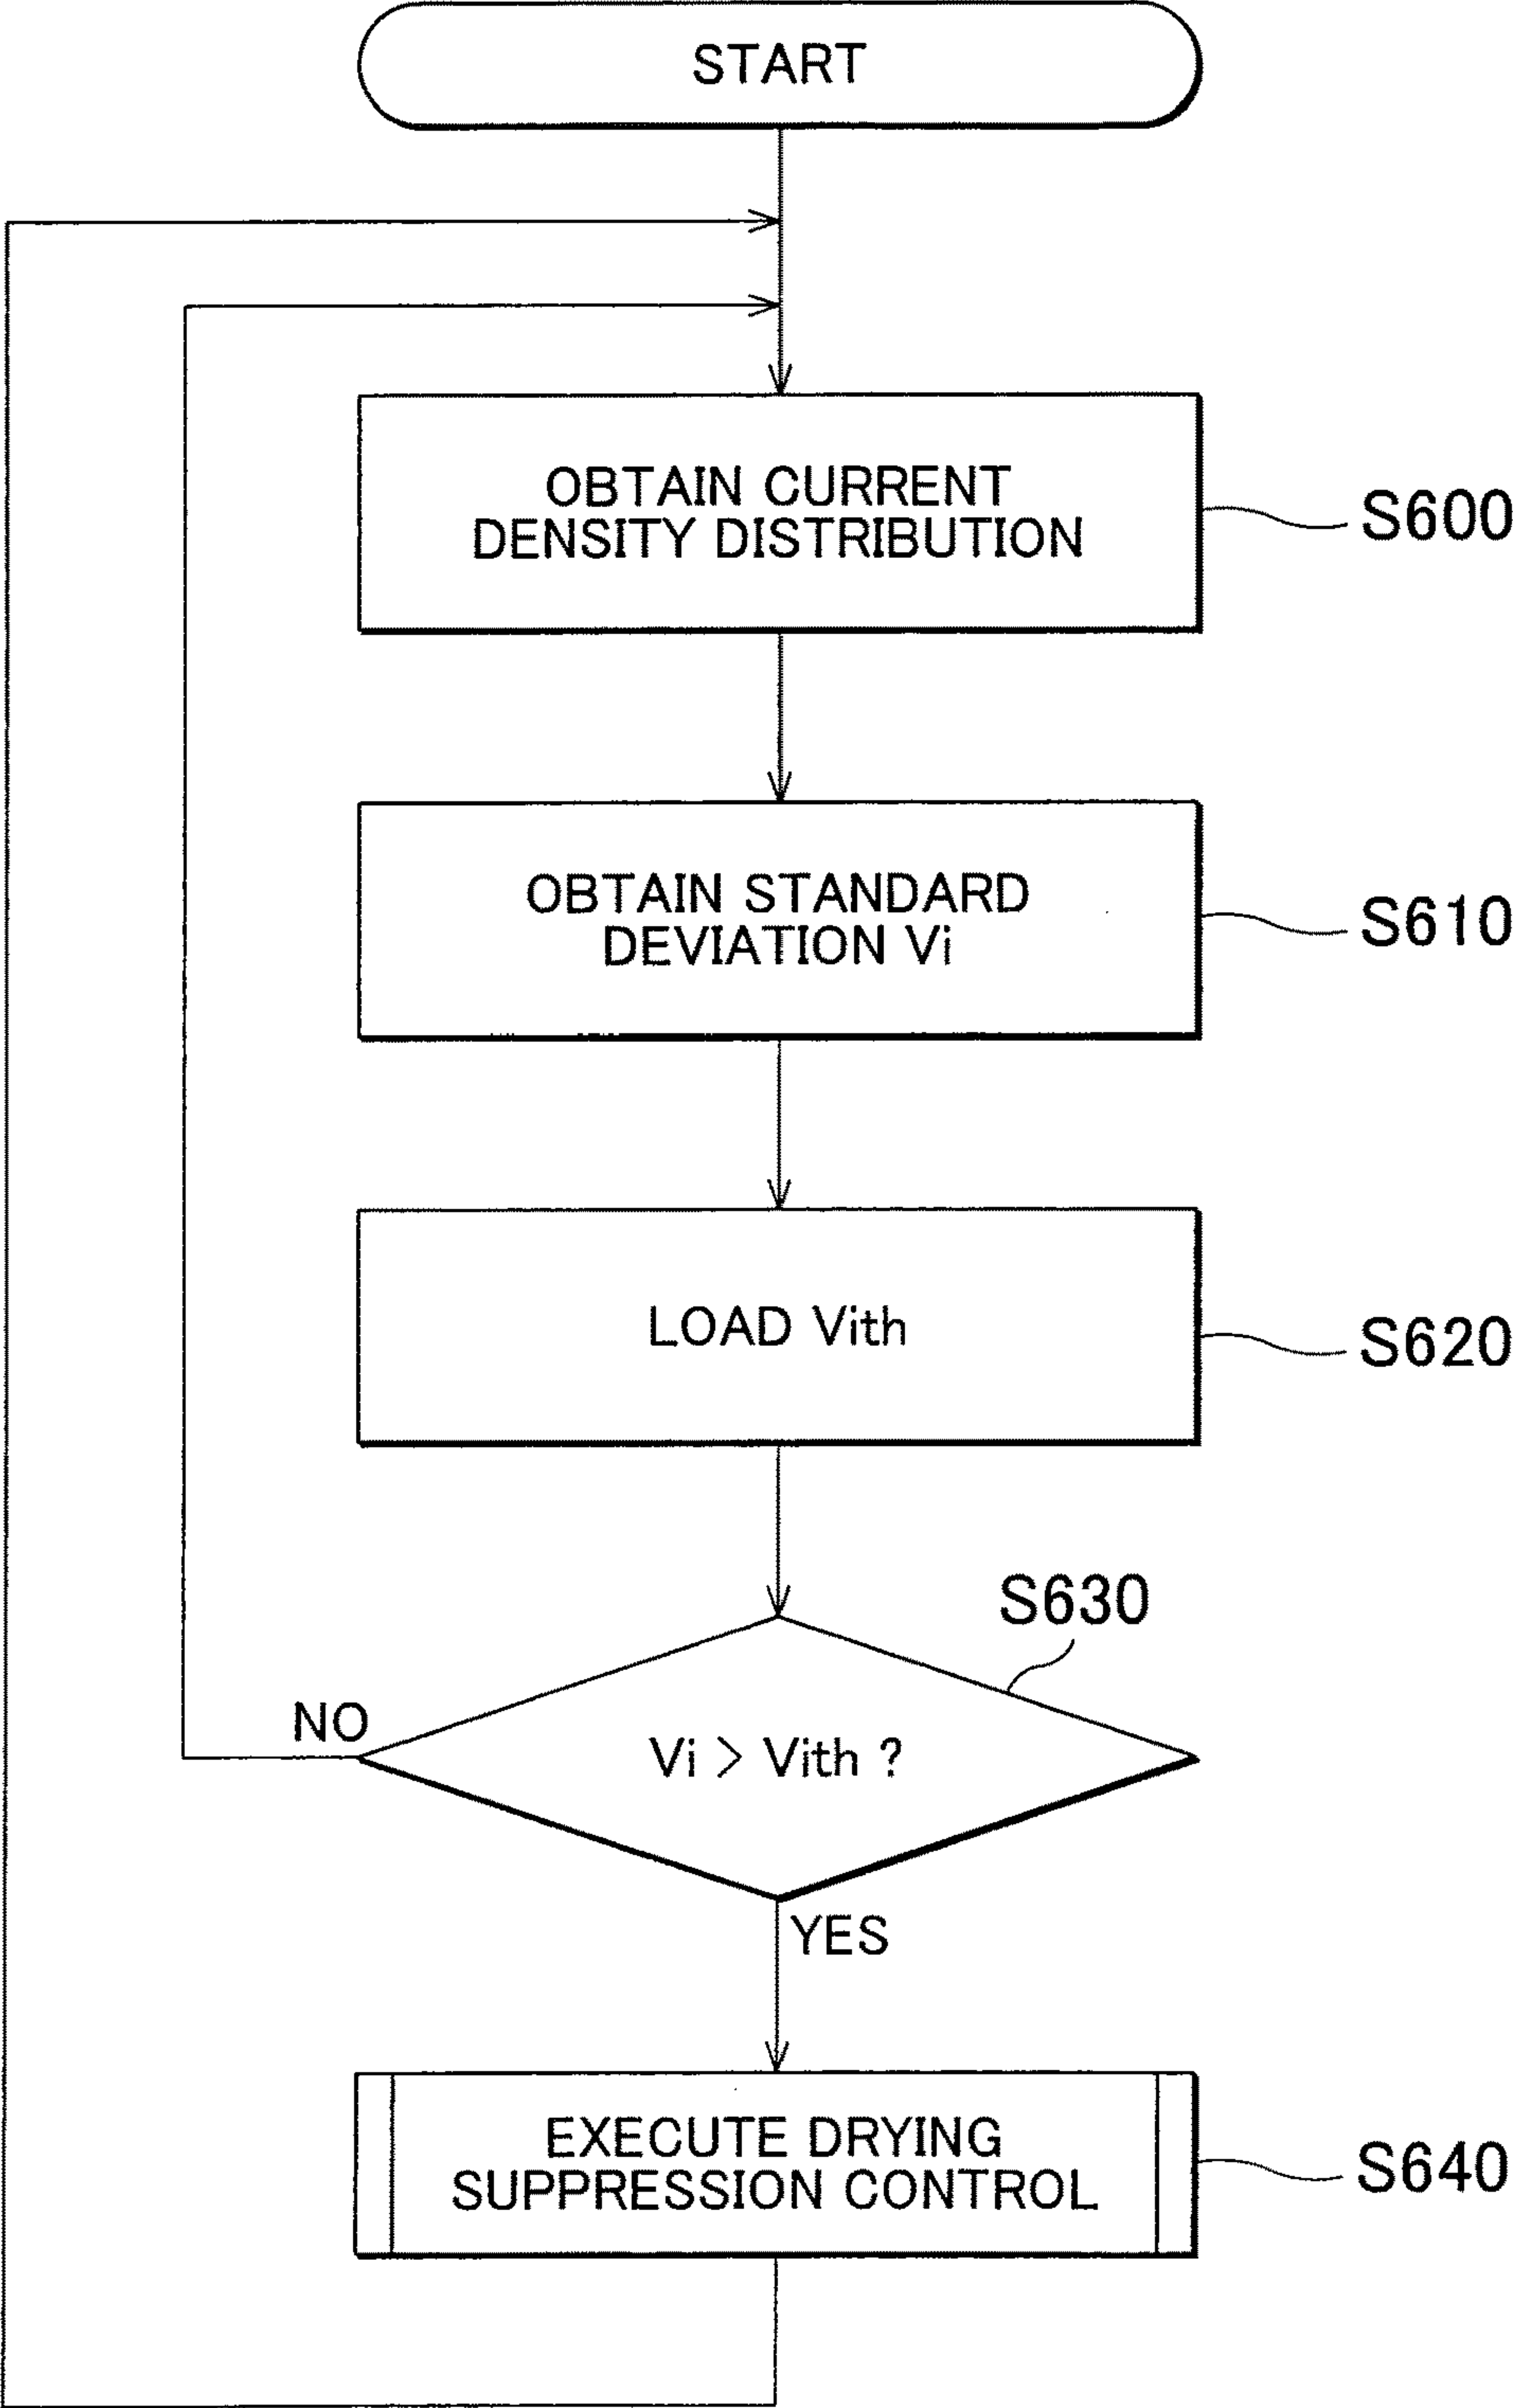 START
OBTAIN CURRENT
DENSITY DISTRIBUTION
S600
OBTAIN STANDARD
DEVIATION Vi
S610
LOAD Vith
S620
S630
NO
Vi > Vith ?
YES
EXECUTE DRYING
SUPPRESSION CONTROL
S640